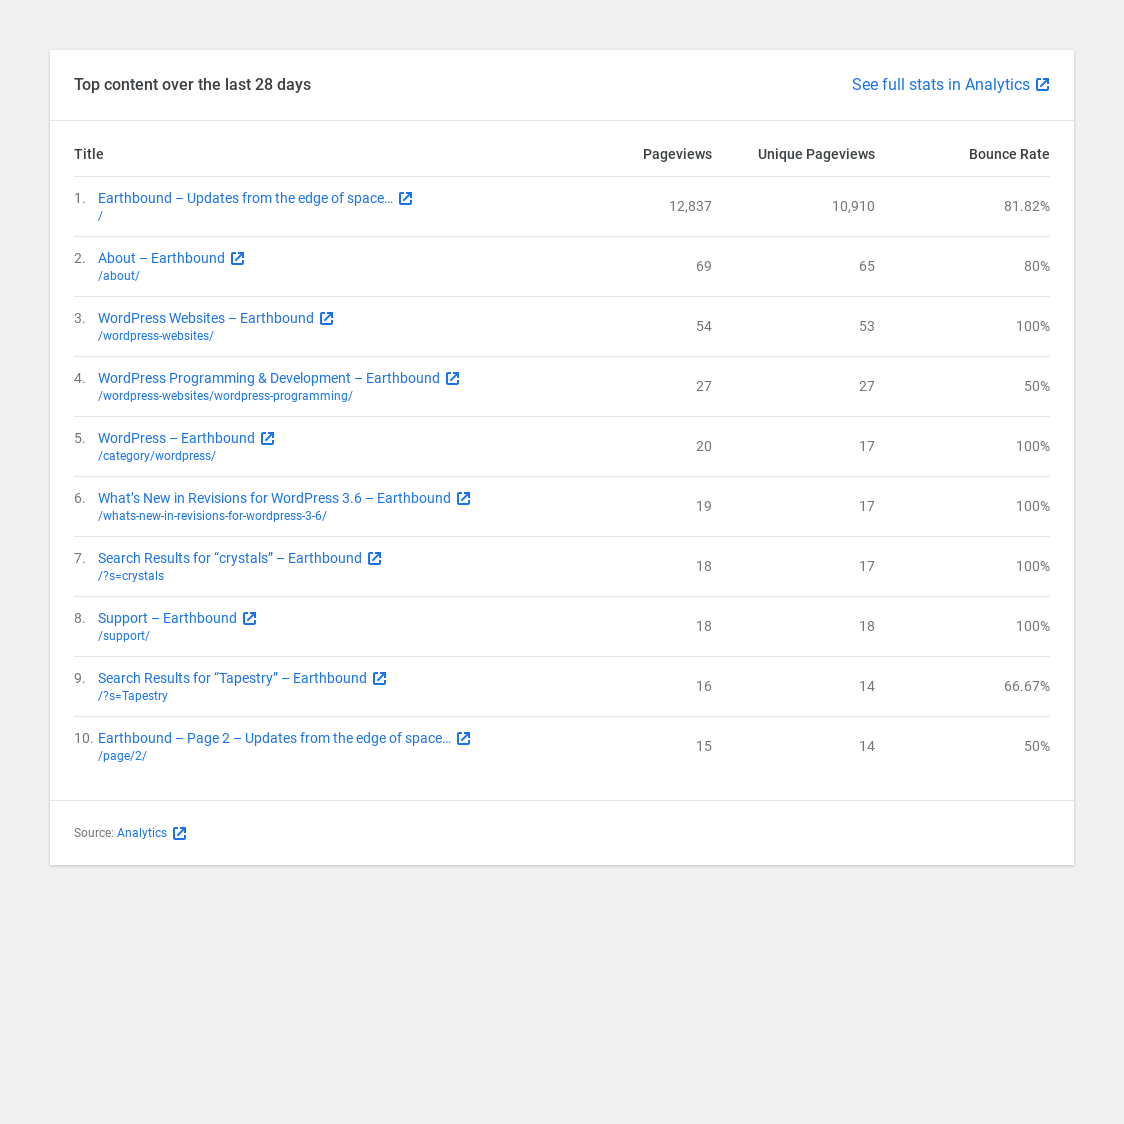 Top content over the last 28 days See full stats in Analytics
Title Pageviews Unique Pageviews Bounce Rate
1. Earthbound – Updates from the edge of space… 12,837 10,910 81.82%
/
2. About – Earthbound 69 65 80%
/about/
3. WordPress Websites – Earthbound 54 53 100%
/wordpress-websites/
4. WordPress Programming & Development – Earthbound 27 27 50%
/wordpress-websites/wordpress-programming/
5. WordPress – Earthbound 20 17 100%
/category/wordpress/
6. What’s New in Revisions for WordPress 3.6 – Earthbound 19 17 100%
/whats-new-in-revisions-for-wordpress-3-6/
7. Search Results for “crystals” – Earthbound 18 17 100%
/?s=crystals
8. Support – Earthbound 18 18 100%
/support/
9. Search Results for “Tapestry” – Earthbound 16 14 66.67%
/?s=Tapestry
10. Earthbound – Page 2 – Updates from the edge of space… 15 14 50%
/page/2/
Source: Analytics